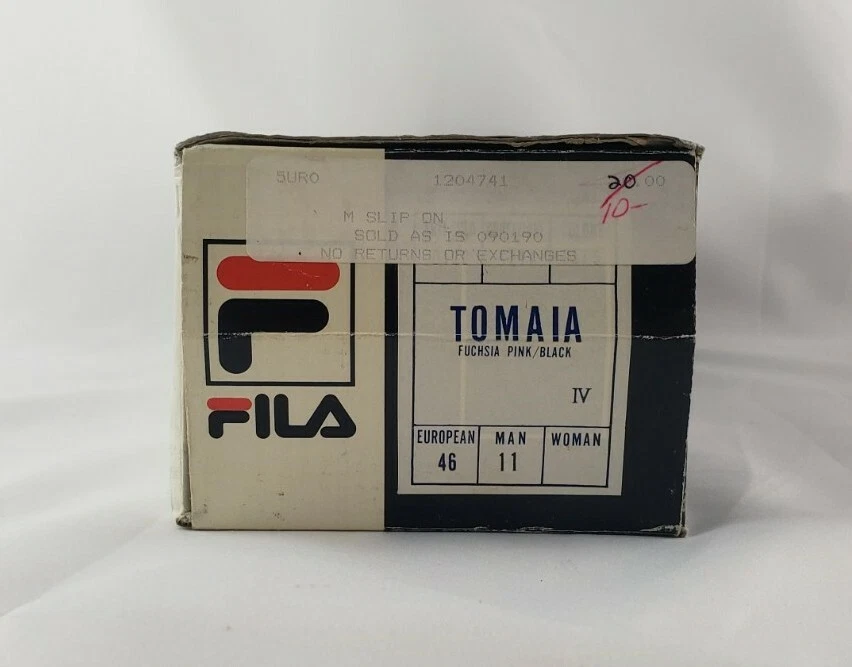 5URO 1204741 20.00
10-
M SLIP ON
SOLD AS IS 090190
NO RETURNS OR EXCHANGES
TOMAIA
FUCHSIA PINK/BLACK
IV
FILA
EUROPEAN MAN WOMAN
46 11